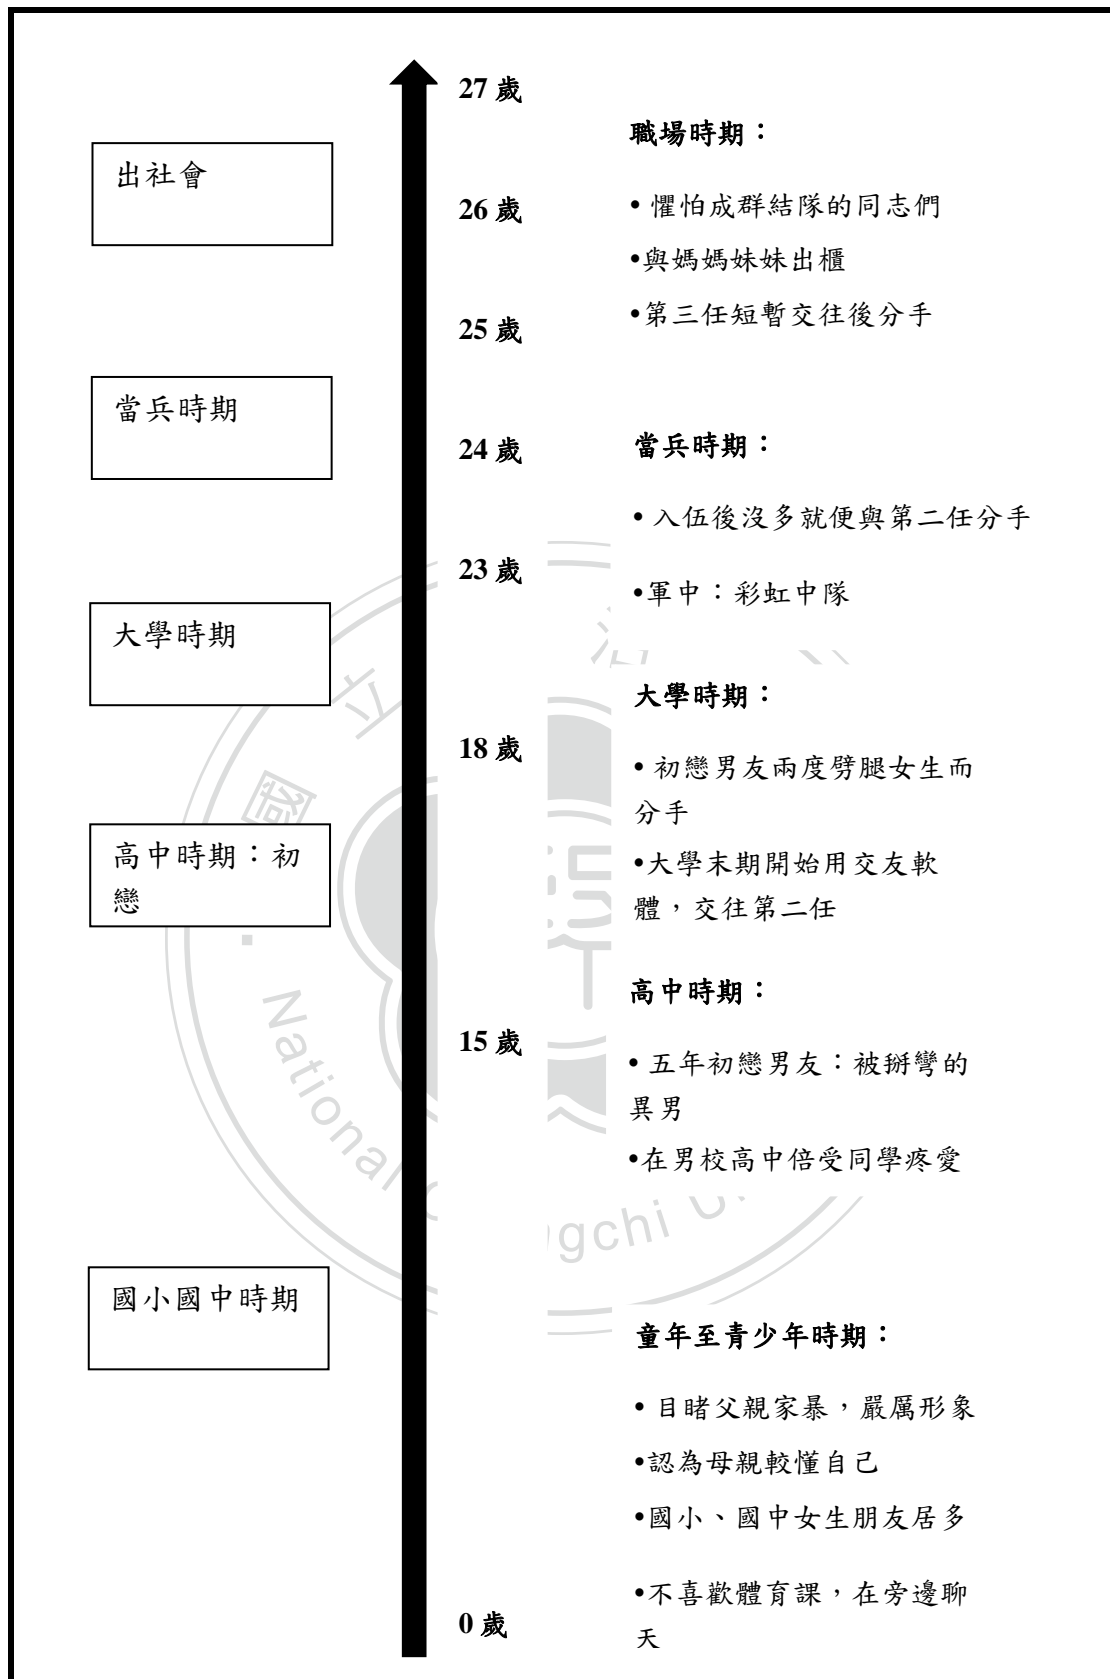 27 歲
職場時期：
出社會
26 歲
• 懼怕成群結隊的同志們
•與媽媽妹妹出櫃
25 歲
•第三任短暫交往後分手
當兵時期
24 歲
當兵時期：
• 入伍後沒多就便與第二任分手
23 歲
•軍中：彩虹中隊
大學時期
大學時期：
18 歲
• 初戀男友兩度劈腿女生而
分手
高中時期：初
戀
•大學末期開始用交友軟
體，交往第二任
高中時期：
15 歲
• 五年初戀男友：被掰彎的
異男
•在男校高中倍受同學疼愛
國小國中時期
童年至青少年時期：
• 目睹父親家暴，嚴厲形象
•認為母親較懂自己
•國小、國中女生朋友居多
•不喜歡體育課，在旁邊聊
天
0 歲
國立
National
gchi